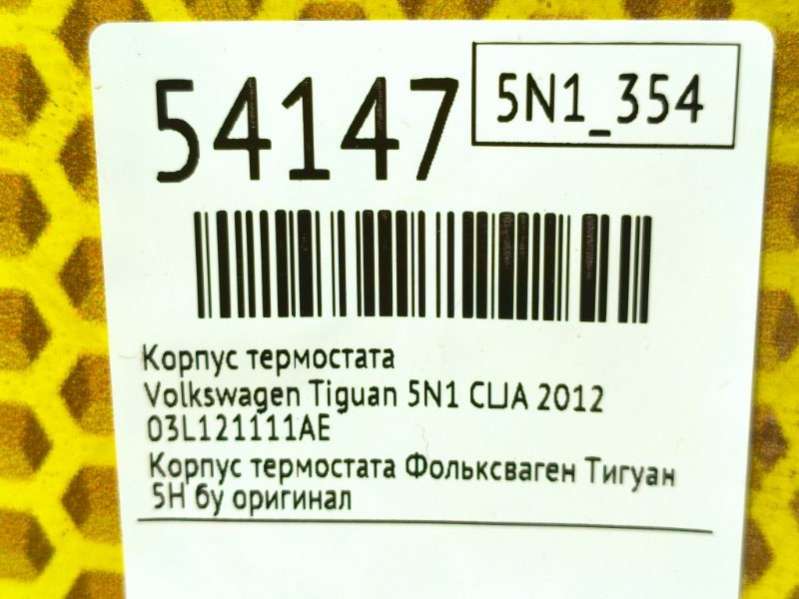 54147
5N1_354
Корпус термостата
Volkswagen Tiguan 5N1 CLJA 2012
03L121111AE
Корпус термостата Фольксваген Тигуан
5Н бу оригинал